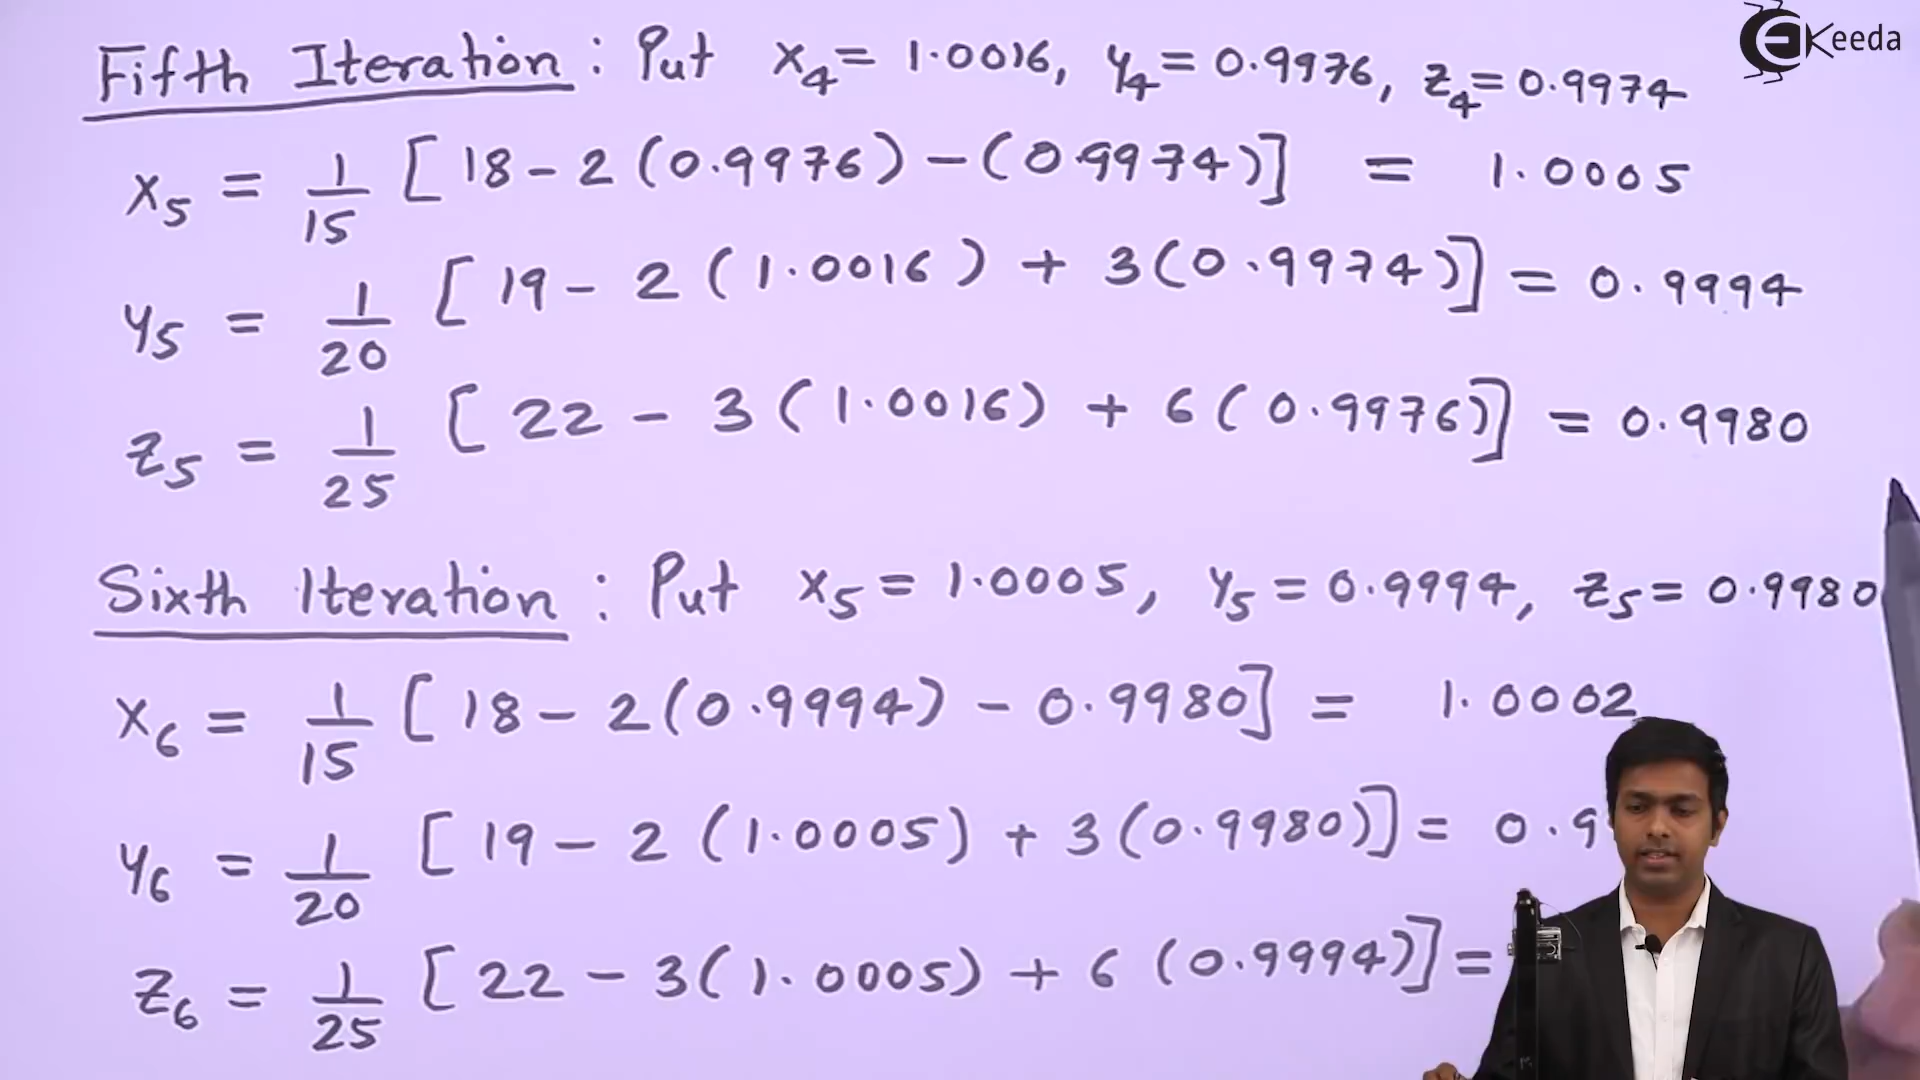 EKeeda
Fifth Iteration : Put x₄ = 1.0016, y₄ = 0.9976, z₄ = 0.9974
x₅ = 1/15 [ 18 - 2 (0.9976) - (0.9974)] = 1.0005
y₅ = 1/20 [ 19 - 2 (1.0016) + 3(0.9974)] = 0.9994
z₅ = 1/25 [ 22 - 3 (1.0016) + 6 (0.9976)] = 0.9980
Sixth Iteration : Put x₅ = 1.0005, y₅ = 0.9994, z₅ = 0.9980
x₆ = 1/15 [ 18 - 2(0.9994) - 0.9980] = 1.0002
y₆ = 1/20 [ 19 - 2 (1.0005) + 3(0.9980)] = 0.9
z₆ = 1/25 [ 22 - 3(1.0005) + 6 (0.9994)] =